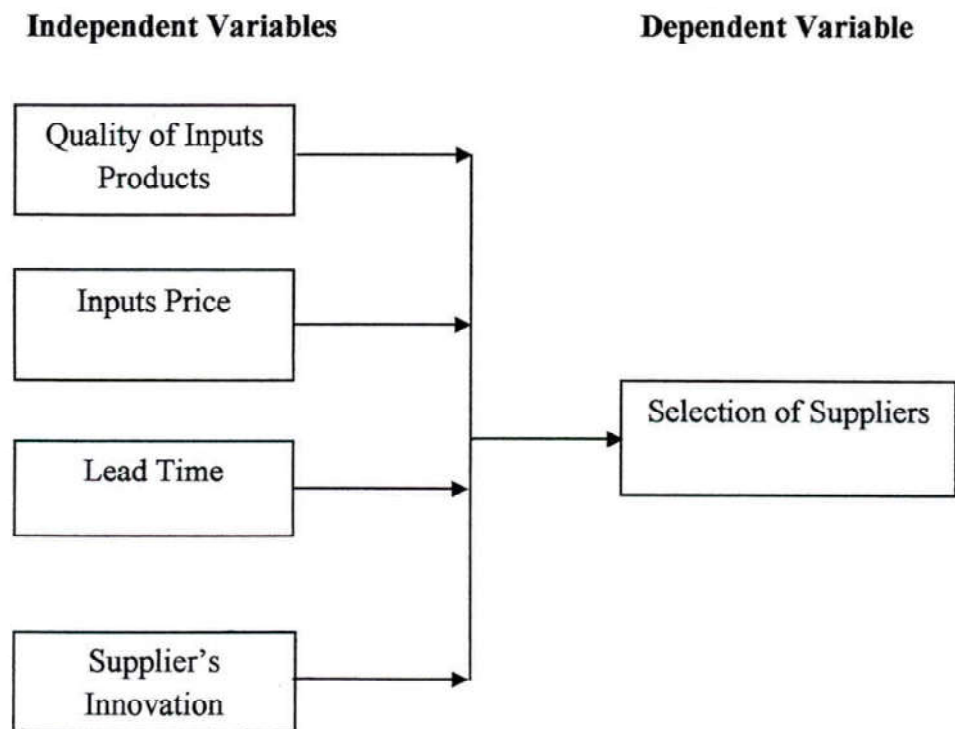 Independent Variables
Dependent Variable
Quality of Inputs
Products
Inputs Price
Selection of Suppliers
Lead Time
Supplier's
Innovation